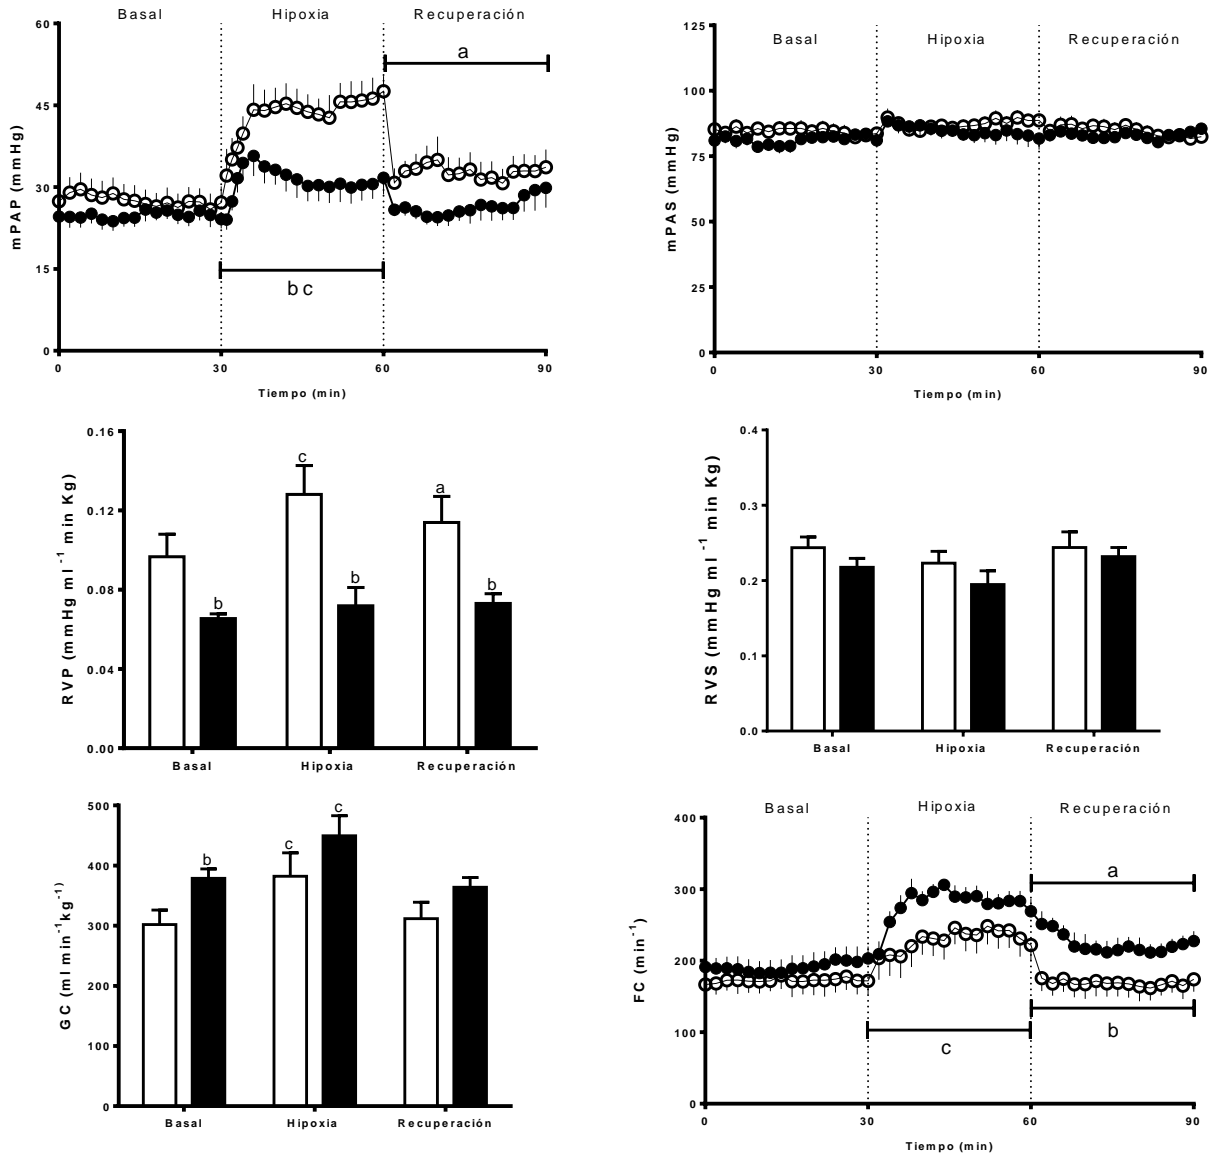 Basal Hipoxia Recuperación
mPAP (mmHg)
60
45
30
15
0
a
b c
0 30 60 90
Tiempo (min)
Basal Hipoxia Recuperación
mPAS (mmHg)
125
100
75
50
25
0
0 30 60 90
Tiempo (min)
RVP (mmHg ml⁻¹ min Kg)
0.16
0.12
0.08
0.04
0.00
b
c
b
a
b
Basal Hipoxia Recuperación
RVS (mmHg ml⁻¹ min Kg)
0.4
0.3
0.2
0.1
0.0
Basal Hipoxia Recuperación
GC (ml min⁻¹kg⁻¹)
500
400
300
200
100
0
b
c
c
Basal Hipoxia Recuperación
Basal Hipoxia Recuperación
FC (min⁻¹)
400
300
200
100
0
a
b
c
0 30 60 90
Tiempo (min)